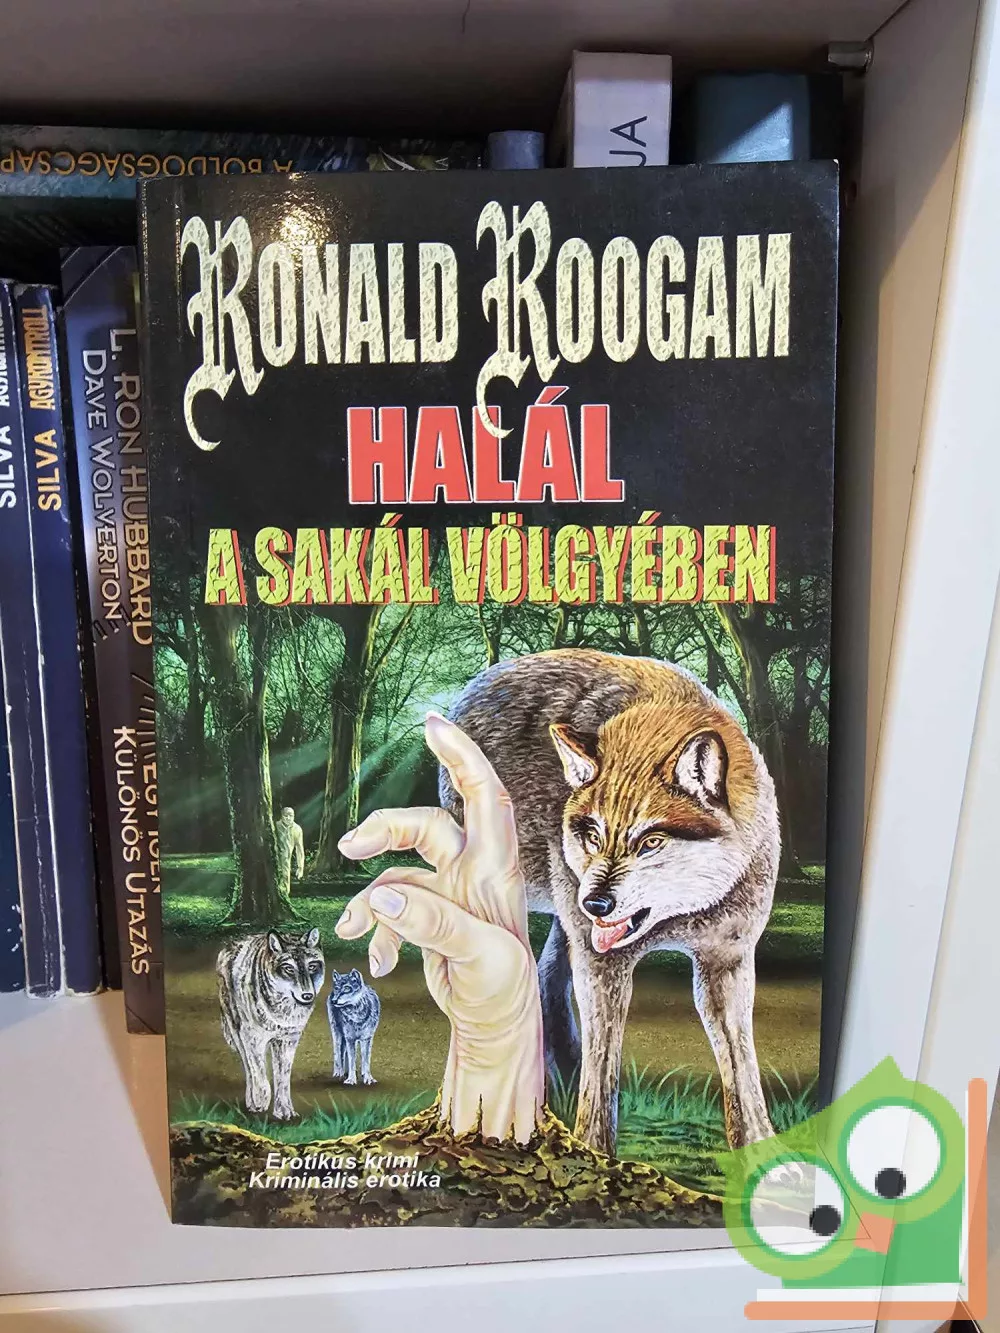 A BOLDOGSÁGCSAP
UJA
RONALD ROOGAM
HALÁL
A SAKÁL VÖLGYÉBEN
Erotikus krimi
Kriminális erotika
SILVA
SILVA AGYKONTROLL
L. RON HUBBARD
DAVE WOLVERTON
KÜLÖNÖS UTAZÁS